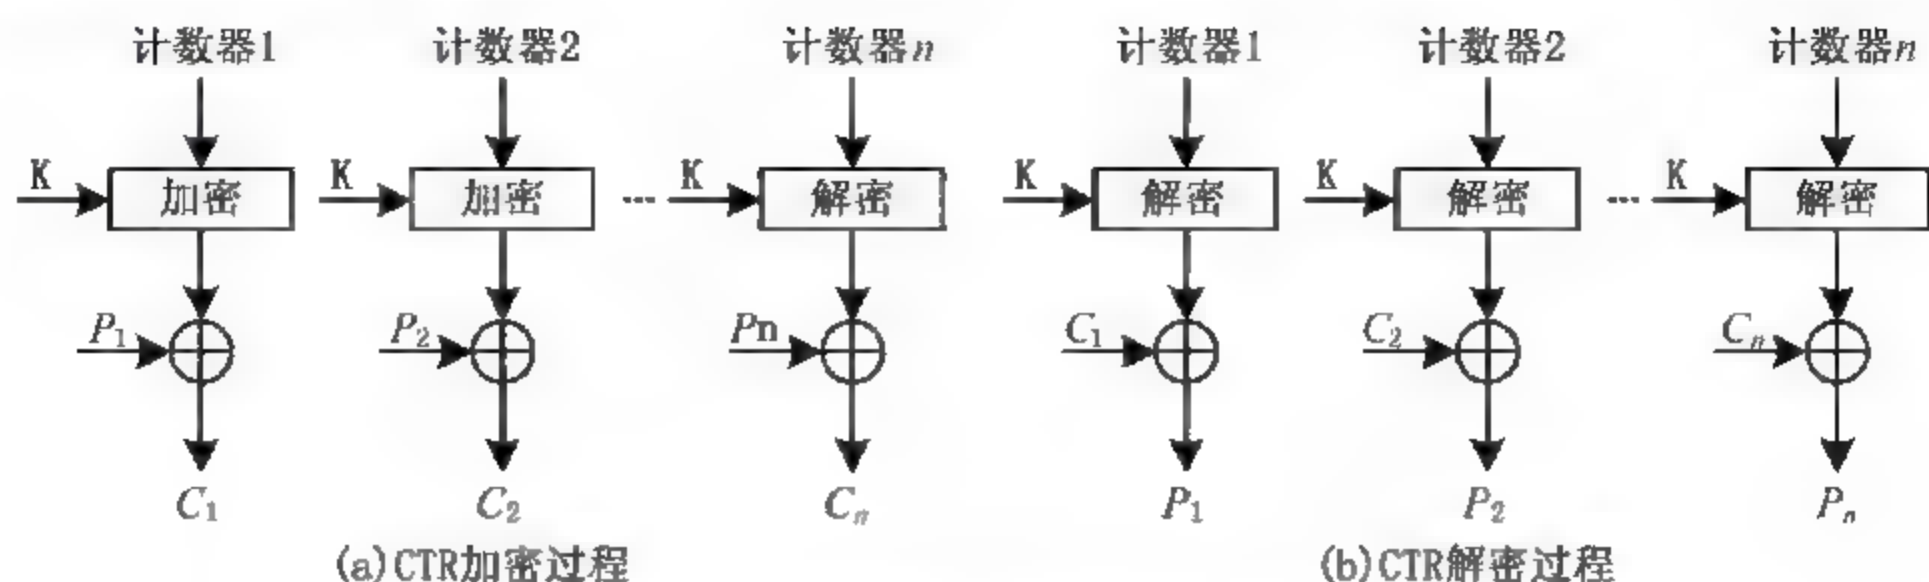 计数器1 计数器2 计数器n 计数器1 计数器2 计数器n
K 加密 K 加密 ... K 解密 K 解密 K 解密 ... K 解密
P1 P2 Pn C1 C2 Cn
C1 C2 Cn P1 P2 Pn
(a)CTR加密过程 (b)CTR解密过程